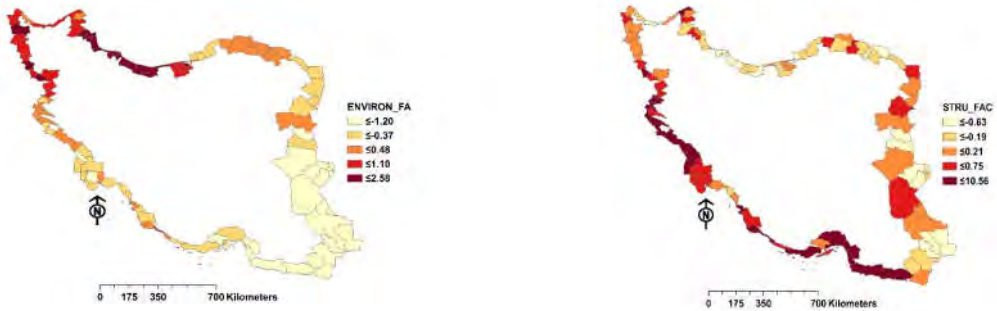 ENVIRON_FA
≤-1.20
≤-0.37
≤0.48
≤1.10
≤2.58
N
0 175 350 700 Kilometers
STRU_FAC
≤-0.63
≤-0.19
≤0.21
≤0.75
≤10.56
N
0 175 350 700 Kilometers